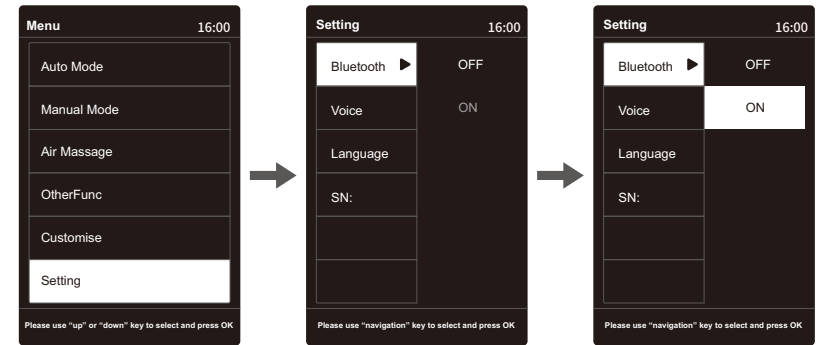 Menu 16:00
Auto Mode
Manual Mode
Air Massage
OtherFunc
Customise
Setting
Please use “up” or “down” key to select and press OK
Setting 16:00
Bluetooth OFF
Voice ON
Language
SN:
Please use “navigation” key to select and press OK
Setting 16:00
Bluetooth OFF
Voice ON
Language
SN:
Please use “navigation” key to select and press OK